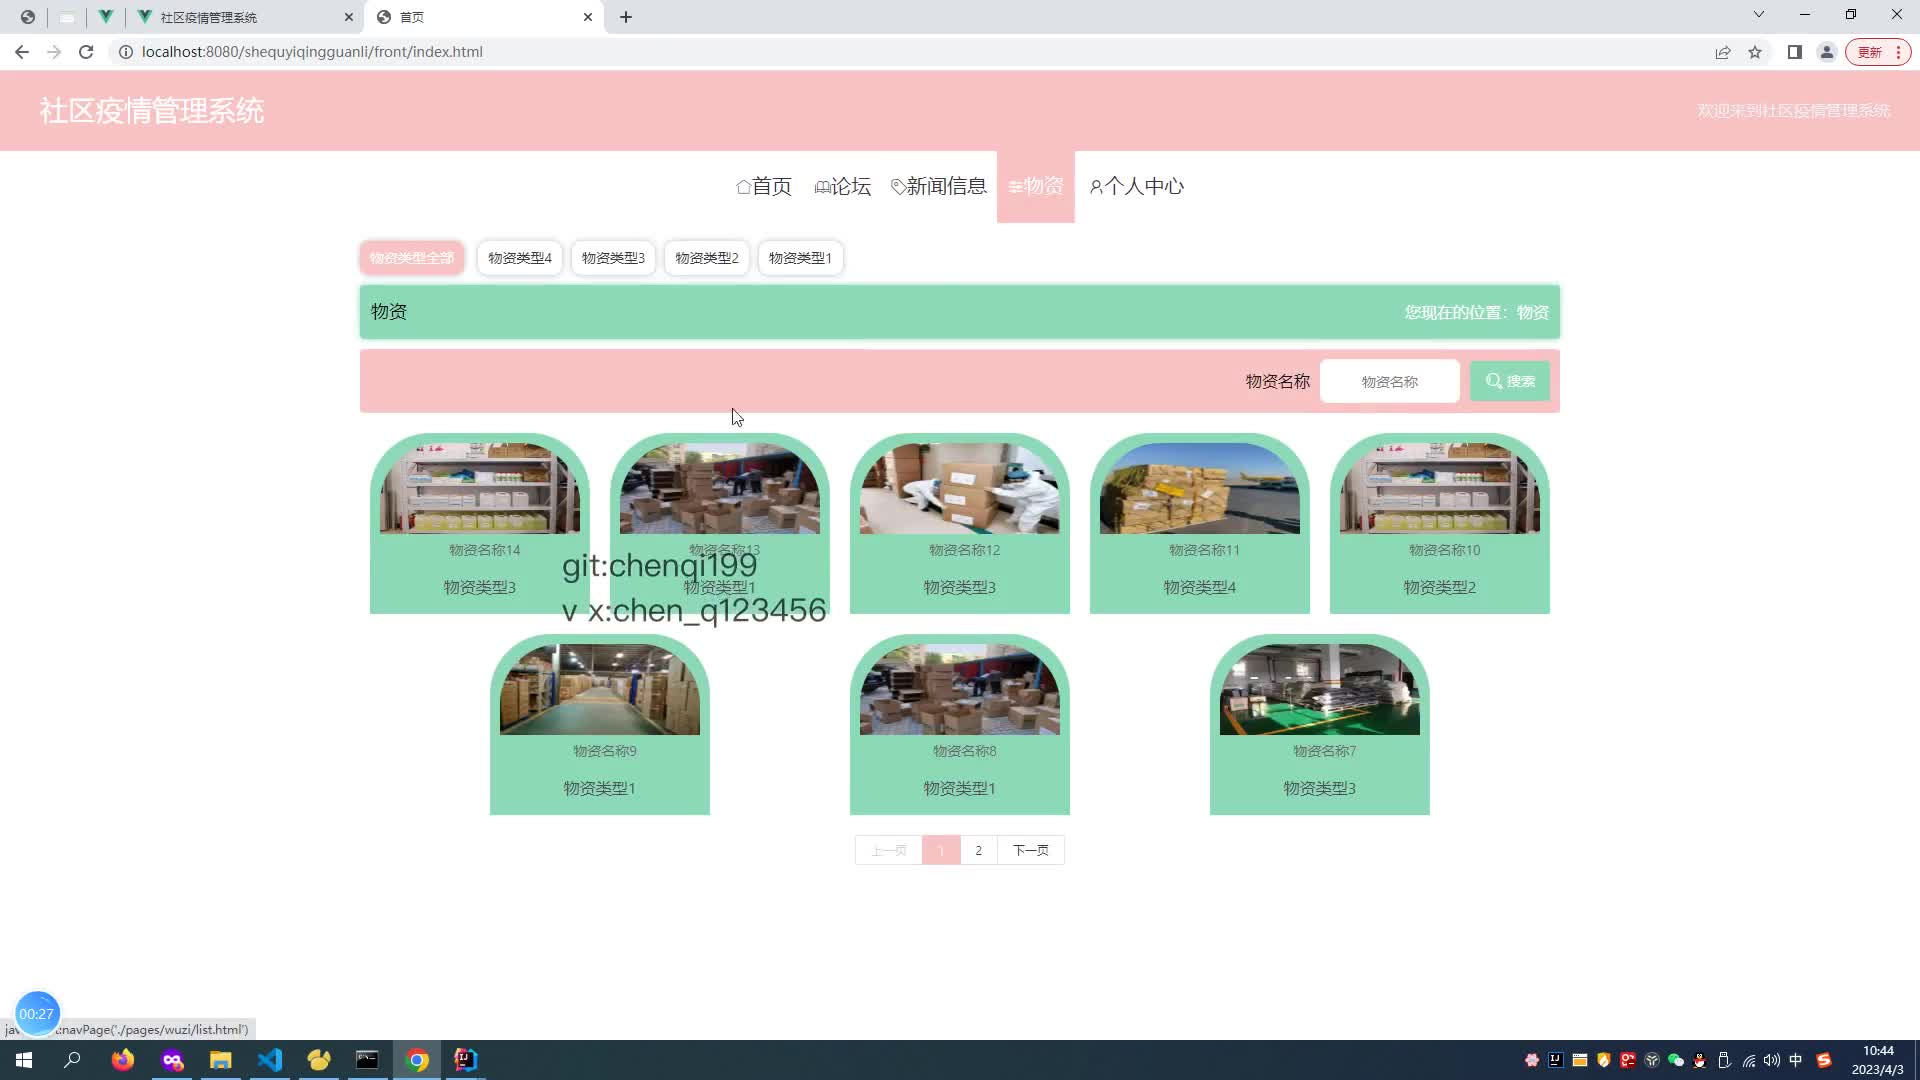 社区疫情管理系统
首页
localhost:8080/shequyiqingguanli/front/index.html
更新
社区疫情管理系统
欢迎来到社区疫情管理系统
首页 论坛 新闻信息 物资 个人中心
物资类型全部 物资类型4 物资类型3 物资类型2 物资类型1
物资
您现在的位置：物资
物资名称 物资名称 搜索
物资名称14 物资名称13 物资名称12 物资名称11 物资名称10
物资类型3 物资类型1 物资类型3 物资类型4 物资类型2
git:chenqi199
v x:chen_q123456
物资名称9 物资名称8 物资名称7
物资类型1 物资类型1 物资类型3
上一页 1 2 下一页
00:27
:navPage('./pages/wuzi/list.html')
中
10:44
2023/4/3